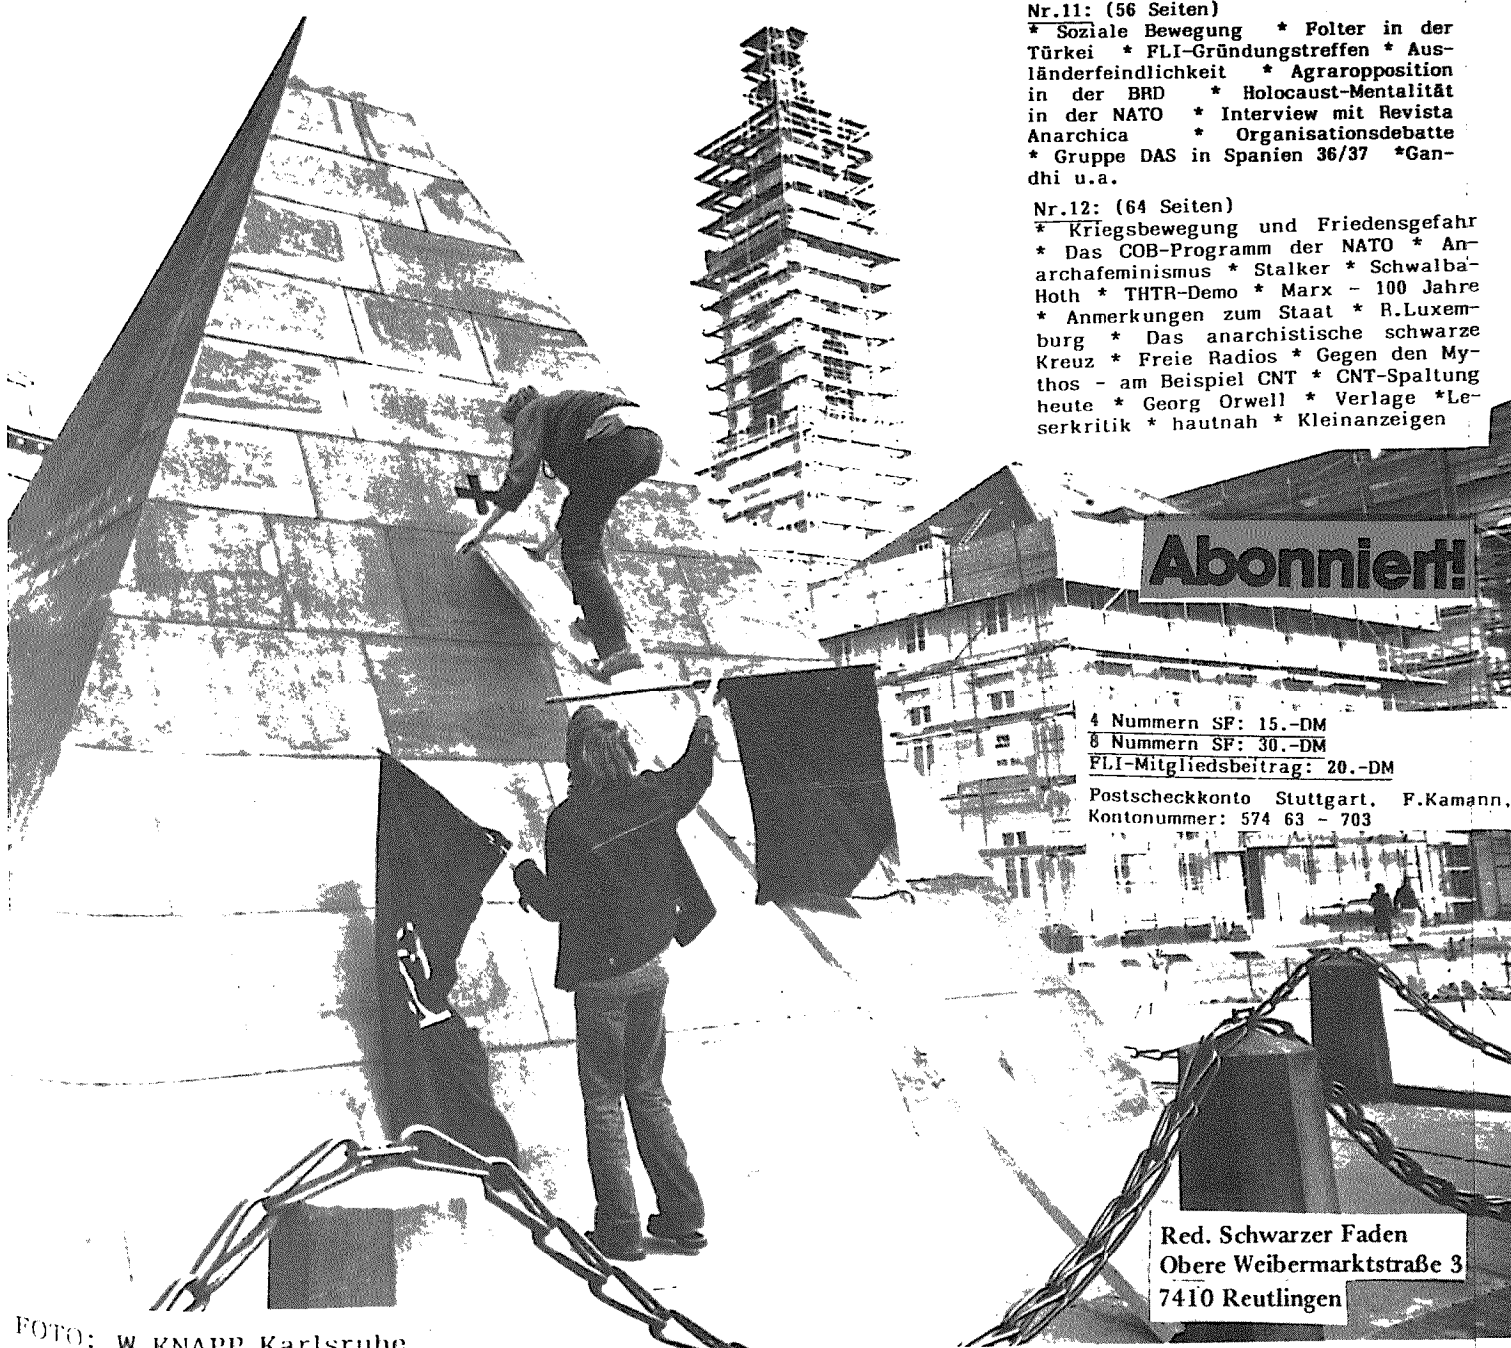 Nr.11: (56 Seiten)
* Soziale Bewegung * Folter in der
Türkei * FLI-Gründungstreffen * Aus-
länderfeindlichkeit * Agraropposition
in der BRD * Holocaust-Mentalität
in der NATO * Interview mit Revista
Anarchica * Organisationsdebatte
* Gruppe DAS in Spanien 36/37 *Gan-
dhi u.a.
Nr.12: (64 Seiten)
* Kriegsbewegung und Friedensgefahr
* Das COB-Programm der NATO * An-
archafeminismus * Stalker * Schwalba-
Hoth * THTR-Demo * Marx - 100 Jahre
* Anmerkungen zum Staat * R.Luxem-
burg * Das anarchistische schwarze
Kreuz * Freie Radios * Gegen den My-
thos - am Beispiel CNT * CNT-Spaltung
heute * Georg Orwell * Verlage *Le-
serkritik * hautnah * Kleinanzeigen
Abonniert!
4 Nummern SF: 15.-DM
8 Nummern SF: 30.-DM
FLI-Mitgliedsbeitrag: 20.-DM
Postscheckkonto Stuttgart, F.Kamann,
Kontonummer: 574 63 - 703
Red. Schwarzer Faden
Obere Weibermarktstraße 3
7410 Reutlingen
FOTO: W KNAPP Karlsruhe